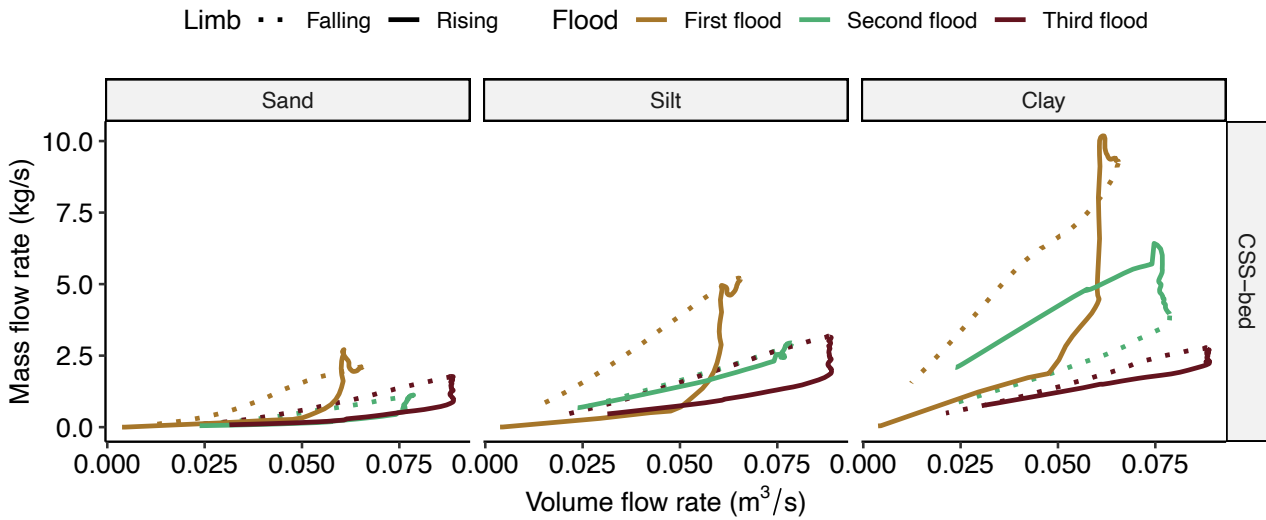 Limb Falling Rising Flood First flood Second flood Third flood
Sand Silt Clay
CSS−bed
Mass flow rate (kg/s)
10.0
7.5
5.0
2.5
0.0
0.000 0.025 0.050 0.075 0.000 0.025 0.050 0.075 0.000 0.025 0.050 0.075
Volume flow rate (m³/s)